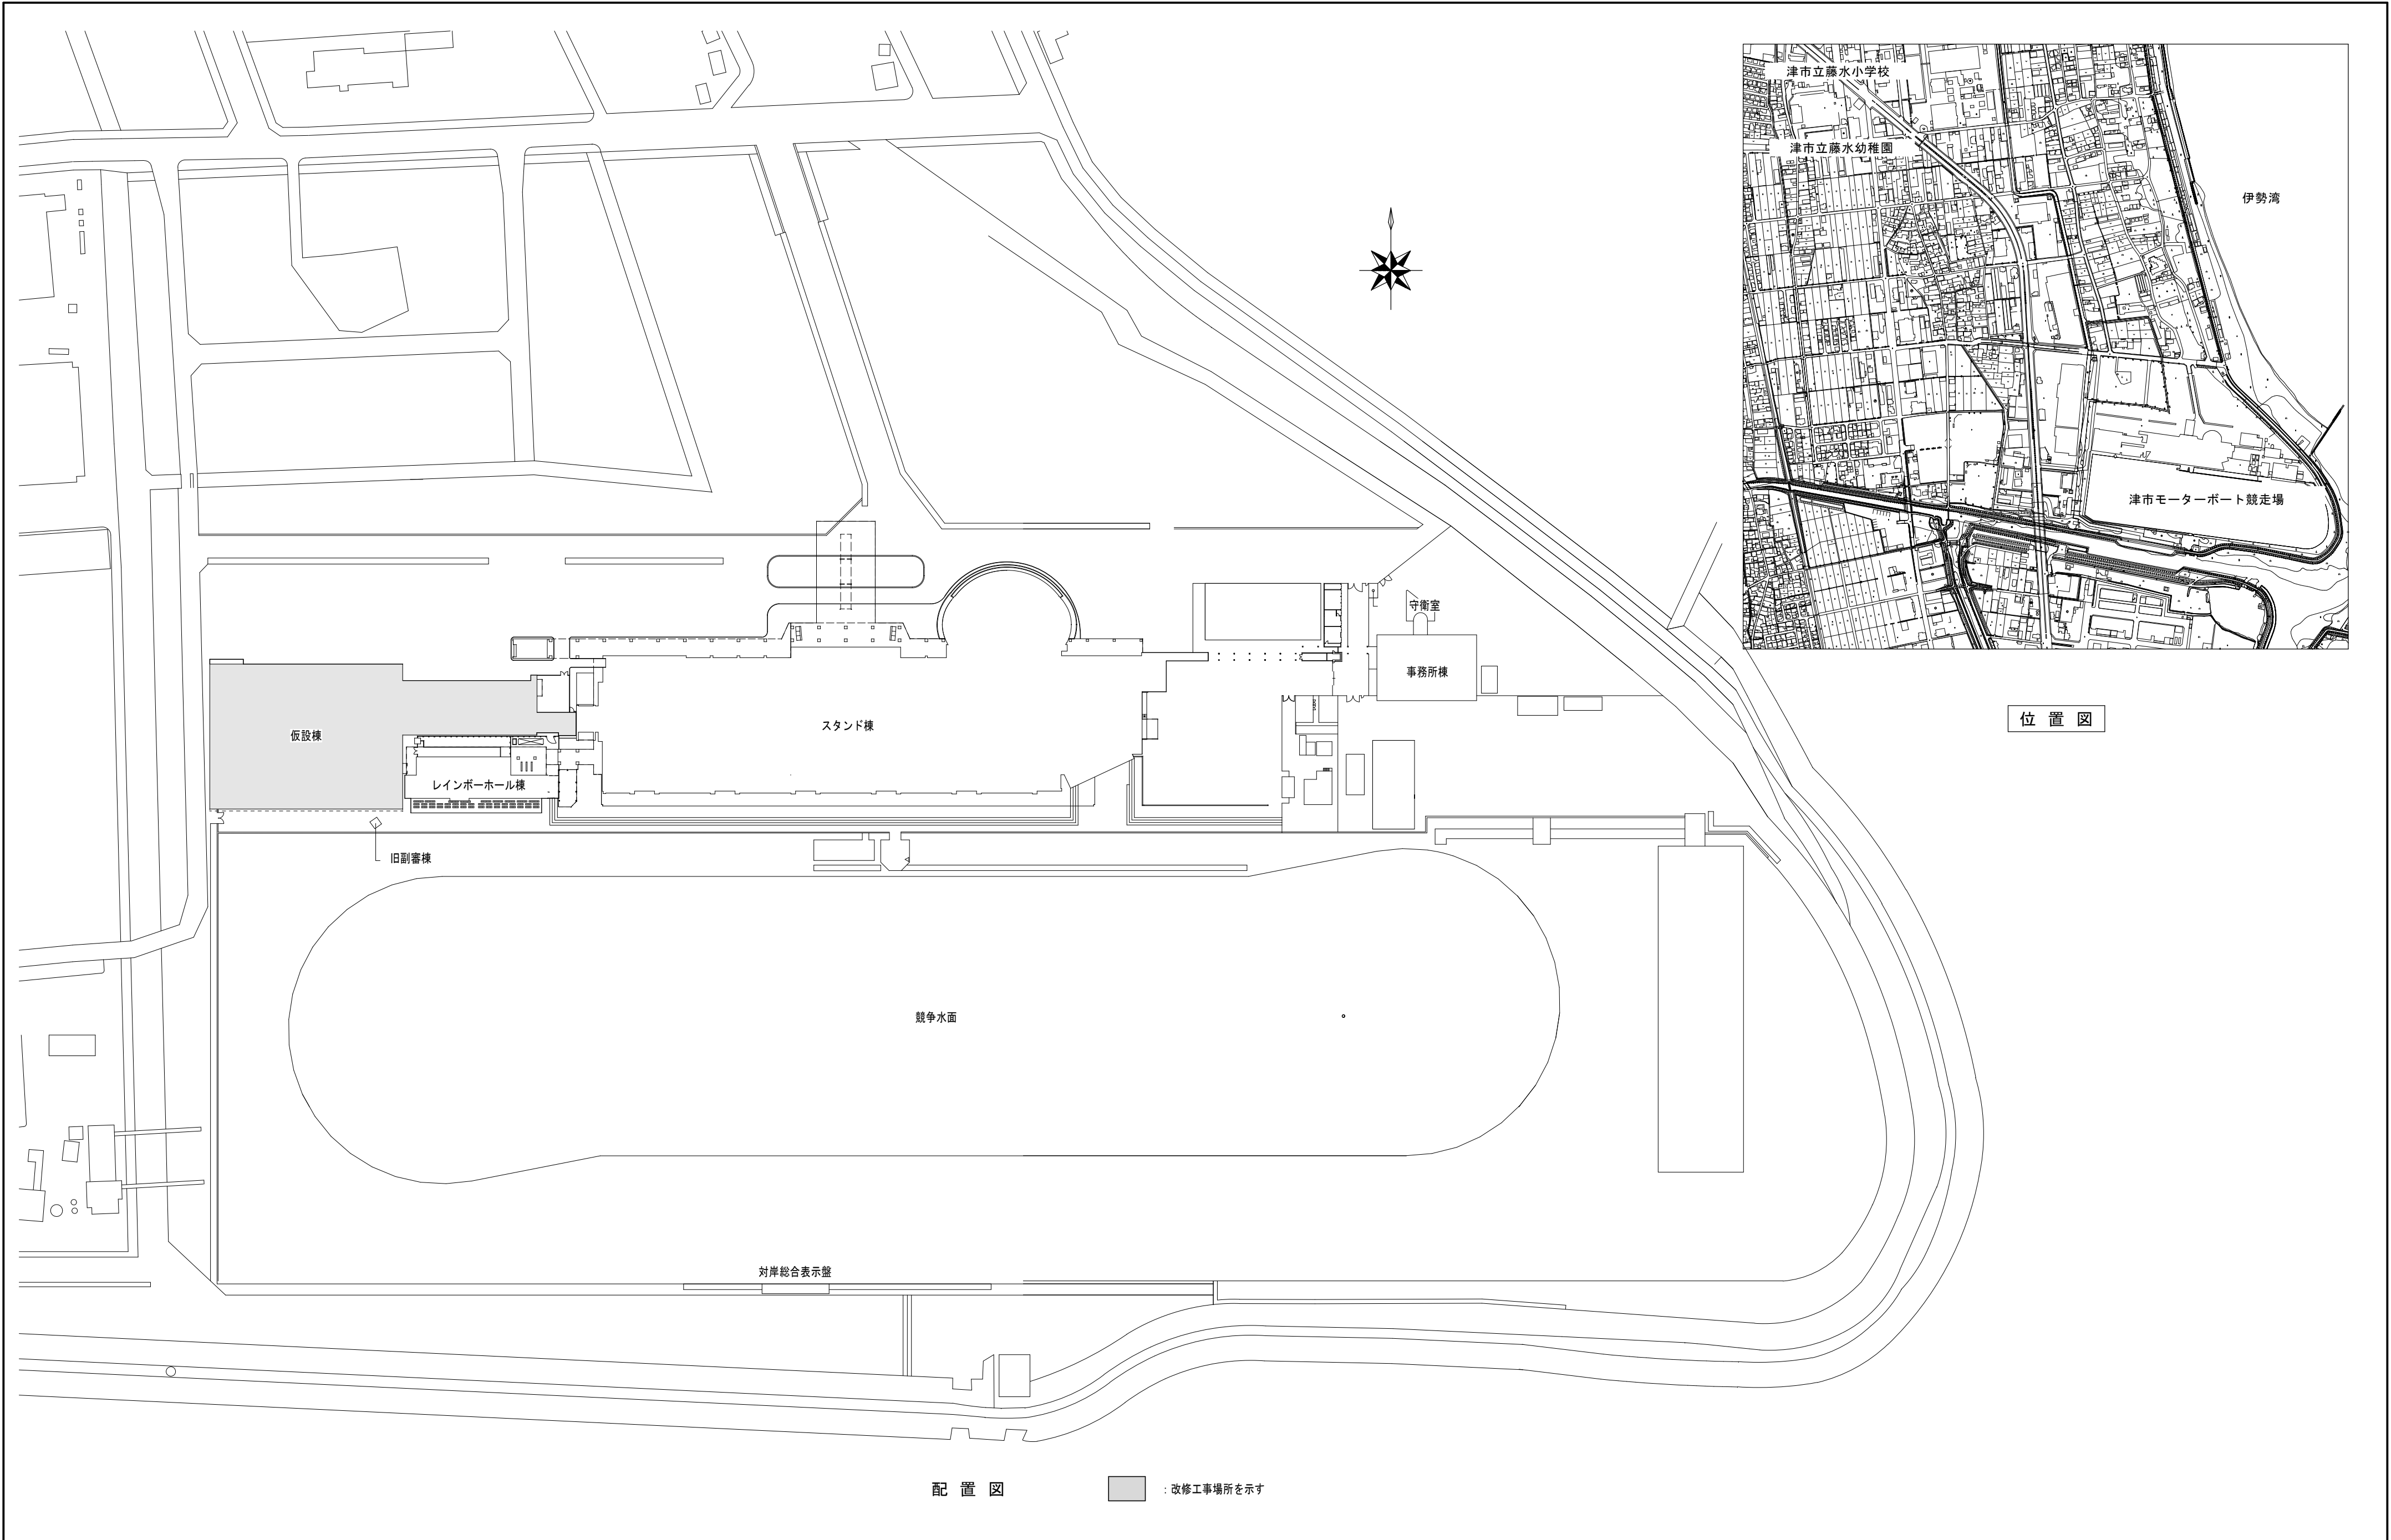 津市立藤水小学校
津市立藤水幼稚園
伊勢湾
津市モーターボート競走場
位置図
守衛室
事務所棟
スタンド棟
仮設棟
レインボーホール棟
旧副審棟
競争水面
対岸総合表示盤
配置図
：改修工事場所を示す